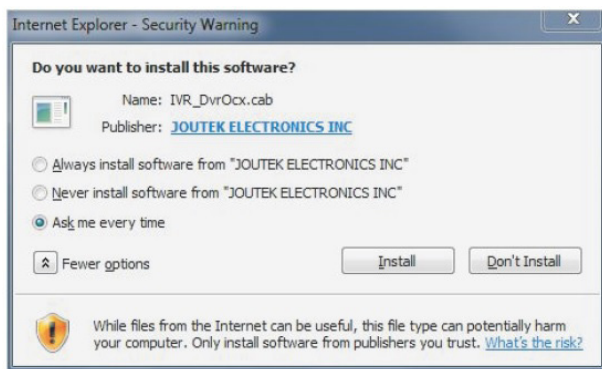 Internet Explorer - Security Warning
Do you want to install this software?
Name: IVR_DvrOcx.cab
Publisher: JOUTEK ELECTRONICS INC
Always install software from "JOUTEK ELECTRONICS INC"
Never install software from "JOUTEK ELECTRONICS INC"
Ask me every time
Fewer options Install Don't Install
While files from the Internet can be useful, this file type can potentially harm
your computer. Only install software from publishers you trust. What's the risk?